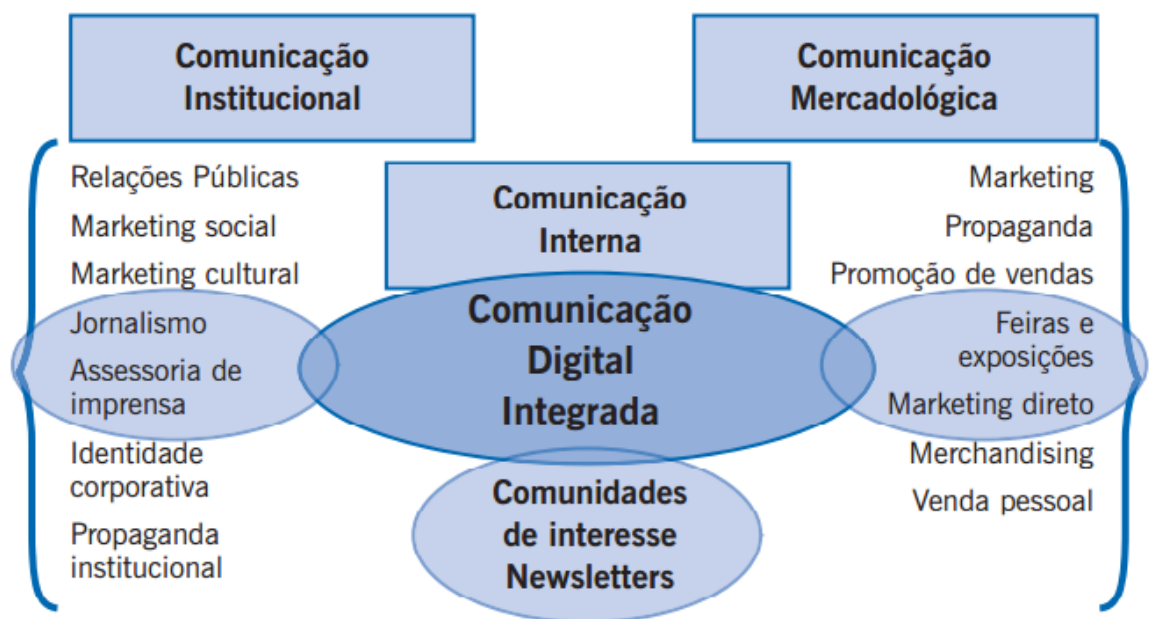 Comunicação
Institucional
Comunicação
Mercadológica
Relações Públicas
Marketing social
Marketing cultural
Jornalismo
Assessoria de
imprensa
Identidade
corporativa
Propaganda
institucional
Comunicação
Interna
Comunicação
Digital
Integrada
Comunidades
de interesse
Newsletters
Marketing
Propaganda
Promoção de vendas
Feiras e
exposições
Marketing direto
Merchandising
Venda pessoal